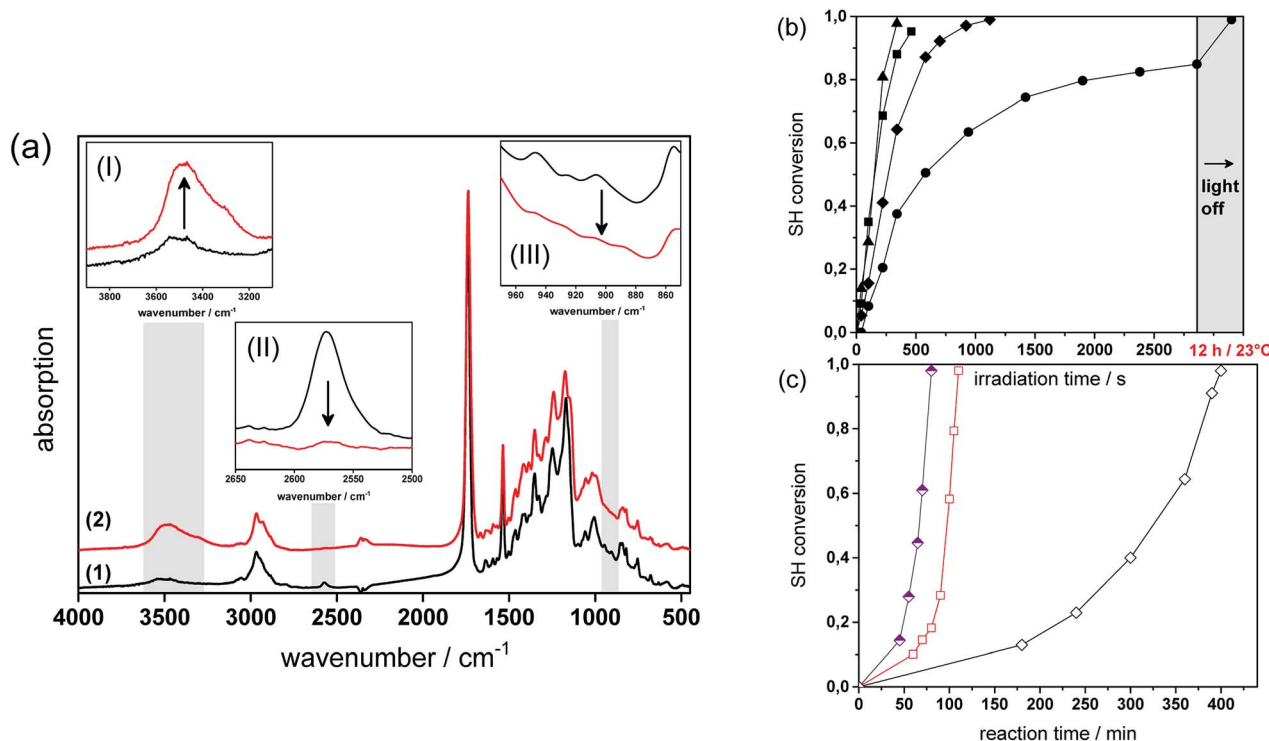 (a)
absorption
(I)
3800 3600 3400 3200
wavenumber / cm-1
(II)
2650 2600 2550 2500
wavenumber / cm-1
(III)
960 940 920 900 880 860
wavenumber / cm-1
(2)
(1)
4000 3500 3000 2500 2000 1500 1000 500
wavenumber / cm-1
(b)
SH conversion
1,0
0,8
0,6
0,4
0,2
0,0
light
off
0 500 1000 1500 2000 2500 12 h / 23°C
irradiation time / s
(c)
SH conversion
1,0
0,8
0,6
0,4
0,2
0,0
0 50 100 150 200 250 300 350 400
reaction time / min